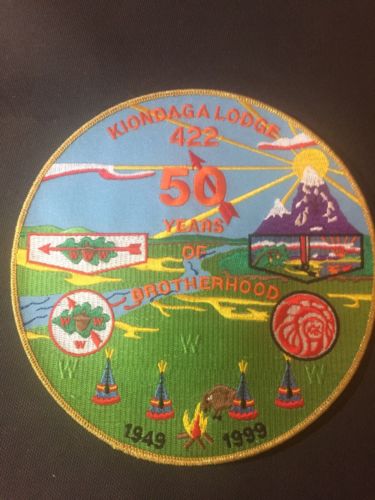 KIONDAGA LODGE
422
50
YEARS
OF
BROTHERHOOD
W W W
W W
W
W
W
W
1949 1999